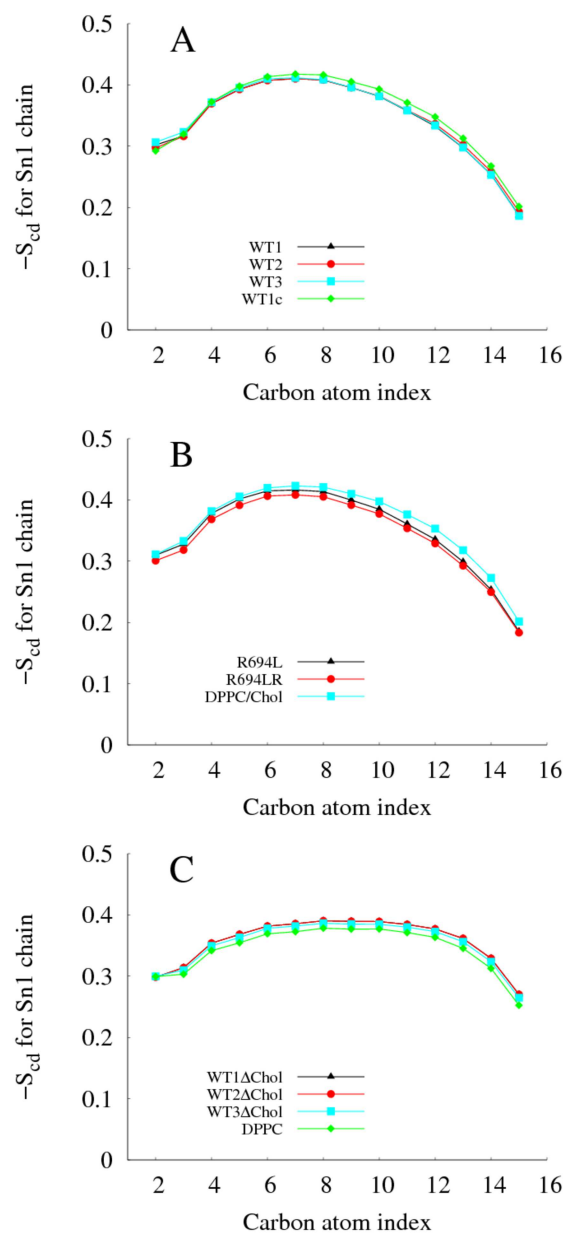 A
0.5
0.4
0.3
0.2
0.1
0
−Scd for Sn1 chain
WT1
WT2
WT3
WT1c
2 4 6 8 10 12 14 16
Carbon atom index
B
0.5
0.4
0.3
0.2
0.1
0
−Scd for Sn1 chain
R694L
R694LR
DPPC/Chol
2 4 6 8 10 12 14 16
Carbon atom index
C
0.5
0.4
0.3
0.2
0.1
0
−Scd for Sn1 chain
WT1ΔChol
WT2ΔChol
WT3ΔChol
DPPC
2 4 6 8 10 12 14 16
Carbon atom index